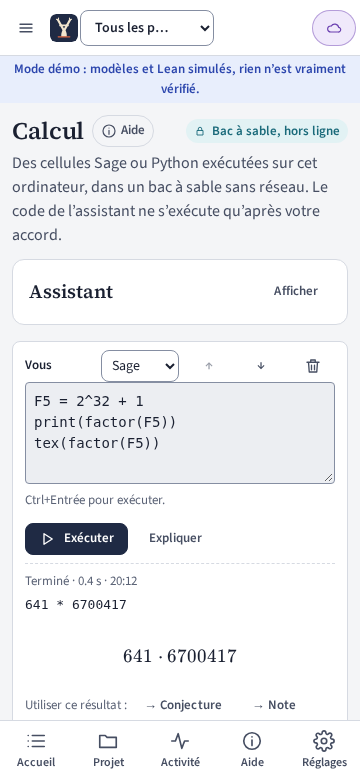 Tous les p…
Mode démo : modèles et Lean simulés, rien n’est vraiment
vérifié.
Calcul
Aide
Bac à sable, hors ligne
Des cellules Sage ou Python exécutées sur cet
ordinateur, dans un bac à sable sans réseau. Le
code de l’assistant ne s’exécute qu’après votre
accord.
Assistant
Afficher
Vous
Sage
↑
↓
F5 = 2^32 + 1
print(factor(F5))
tex(factor(F5))
Ctrl+Entrée pour exécuter.
Exécuter
Expliquer
Terminé · 0.4 s · 20:12
641 * 6700417
641 · 6700417
Utiliser ce résultat :
→ Conjecture
→ Note
Accueil
Projet
Activité
Aide
Réglages